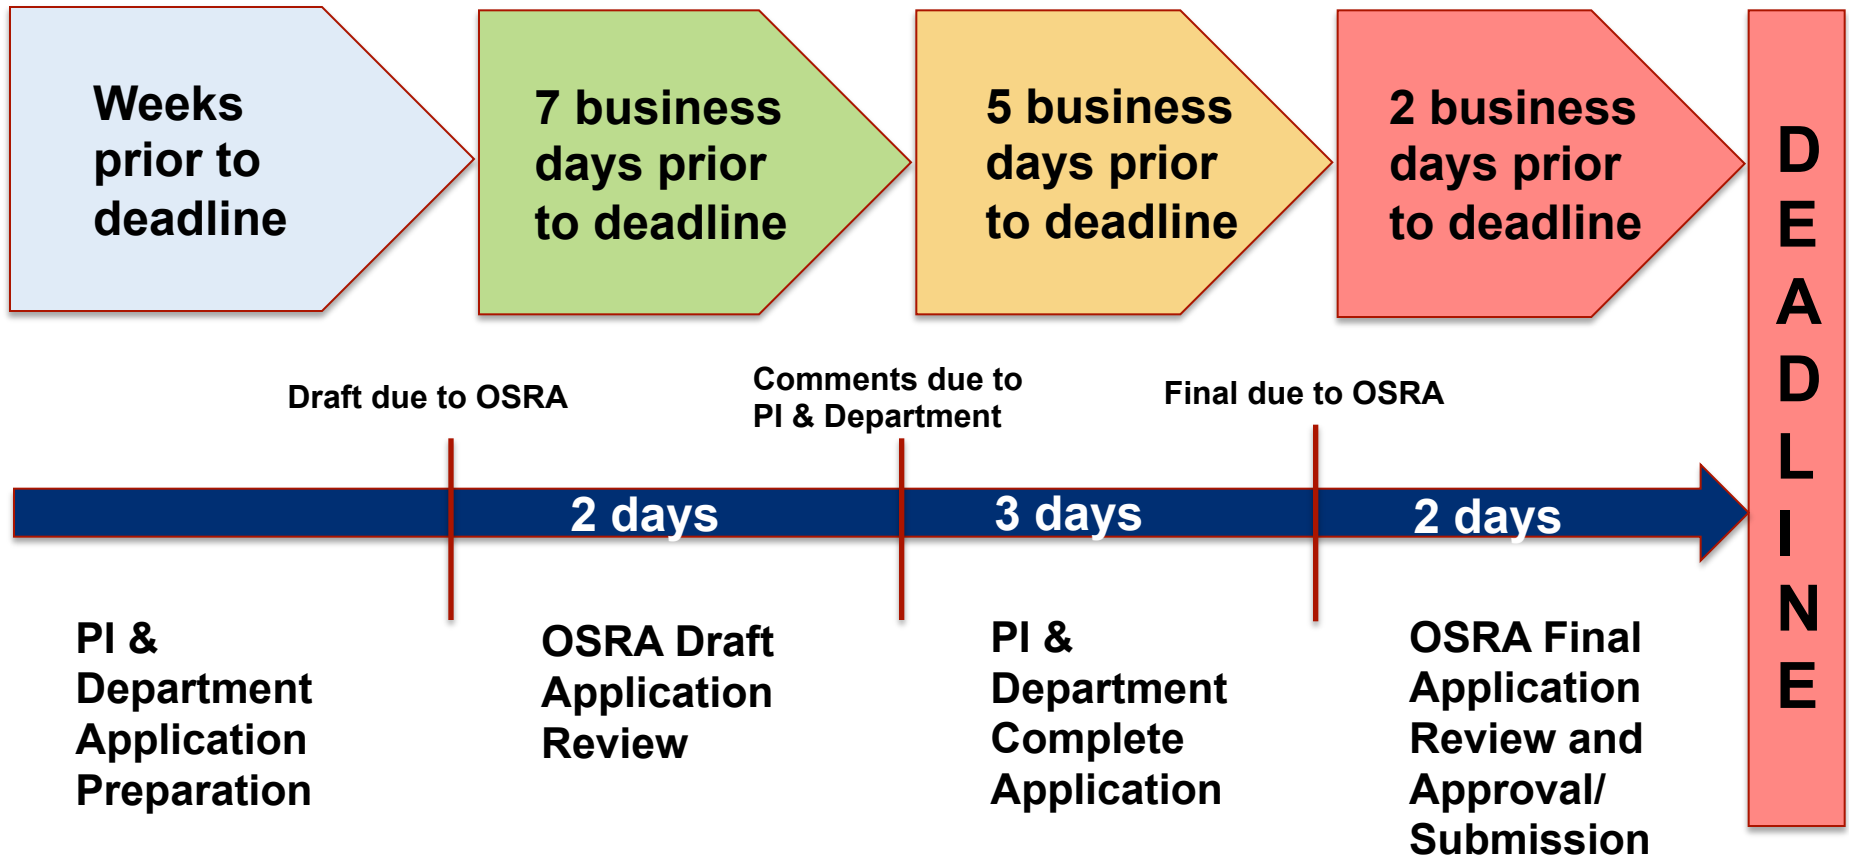 Weeks
prior to
deadline
7 business
days prior
to deadline
5 business
days prior
to deadline
2 business
days prior
to deadline
DEADLINE
Draft due to OSRA
Comments due to
PI & Department
Final due to OSRA
2 days
3 days
2 days
PI &
Department
Application
Preparation
OSRA Draft
Application
Review
PI &
Department
Complete
Application
OSRA Final
Application
Review and
Approval/
Submission